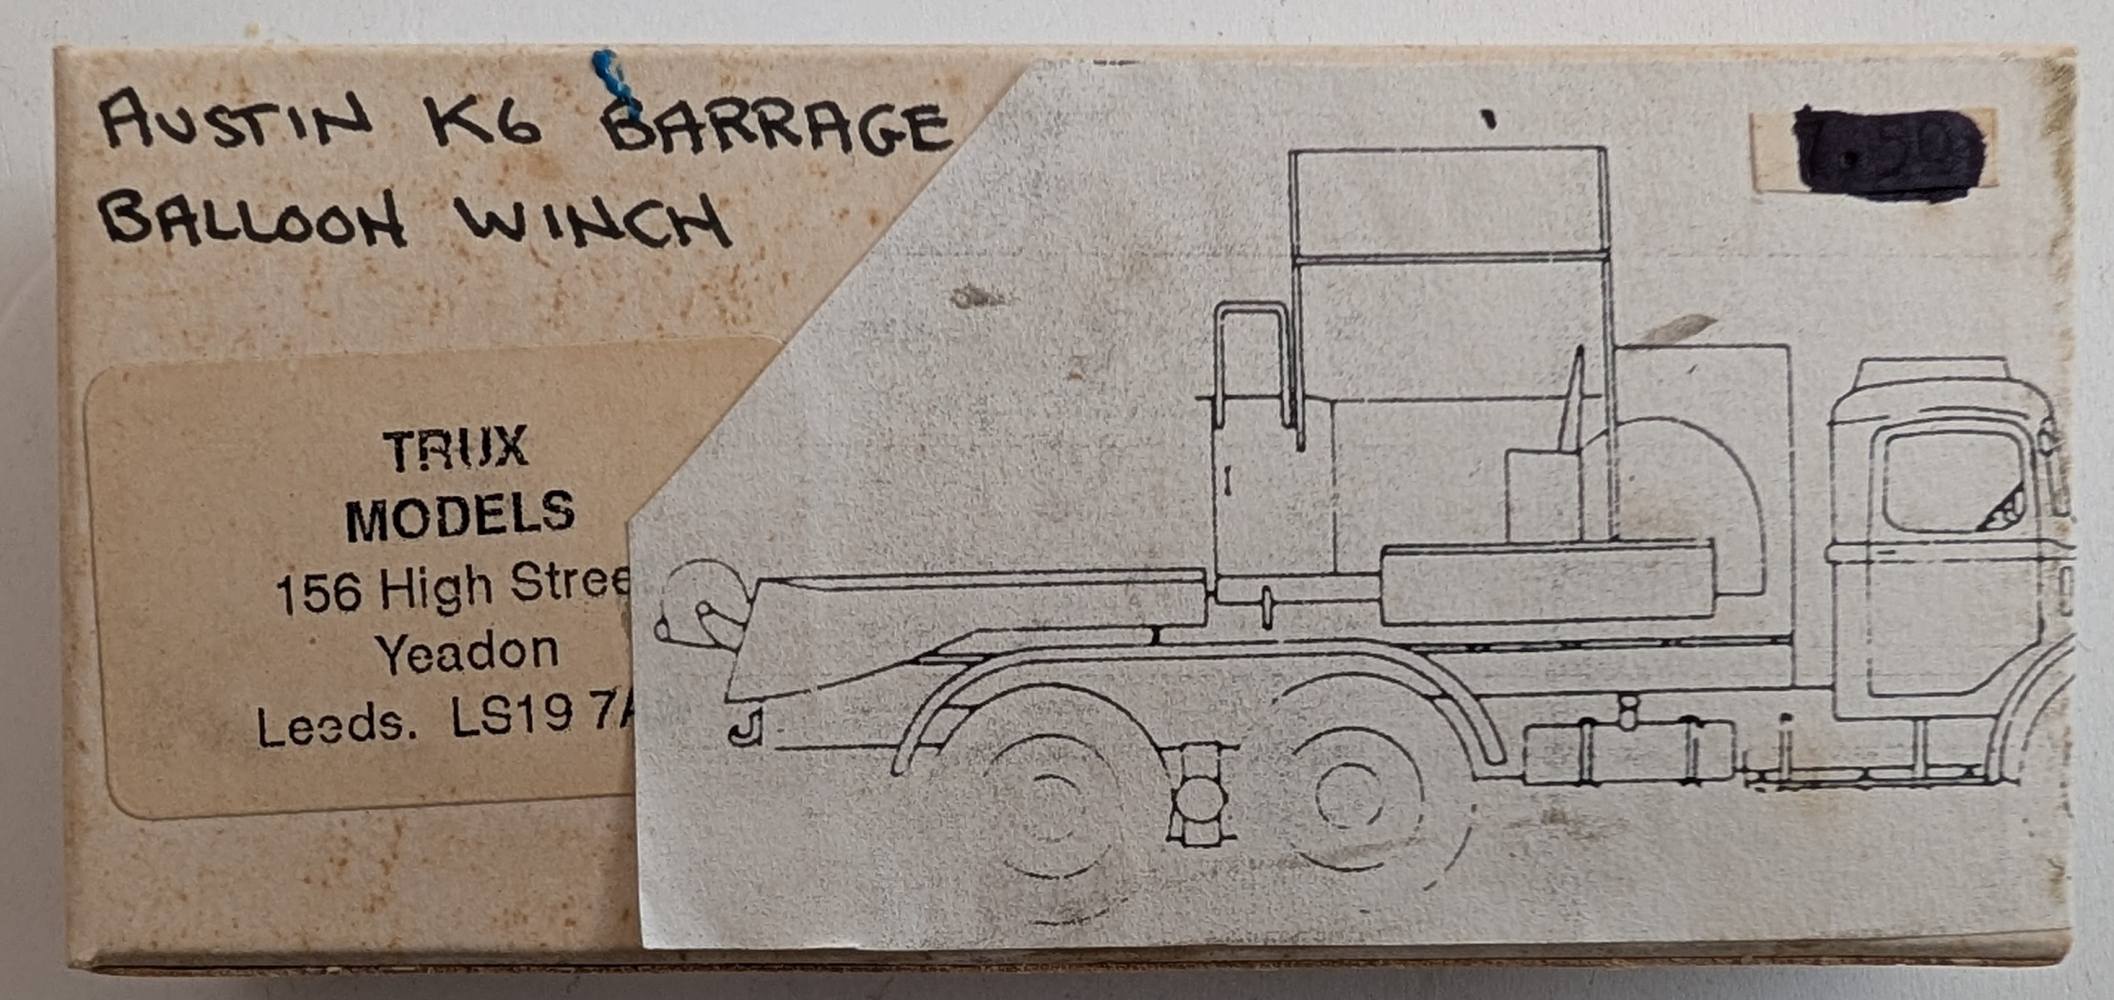 AUSTIN K6 BARRAGE
BALLOON WINCH
TRUX
MODELS
156 High Stree
Yeadon
Leeds. LS19 7A